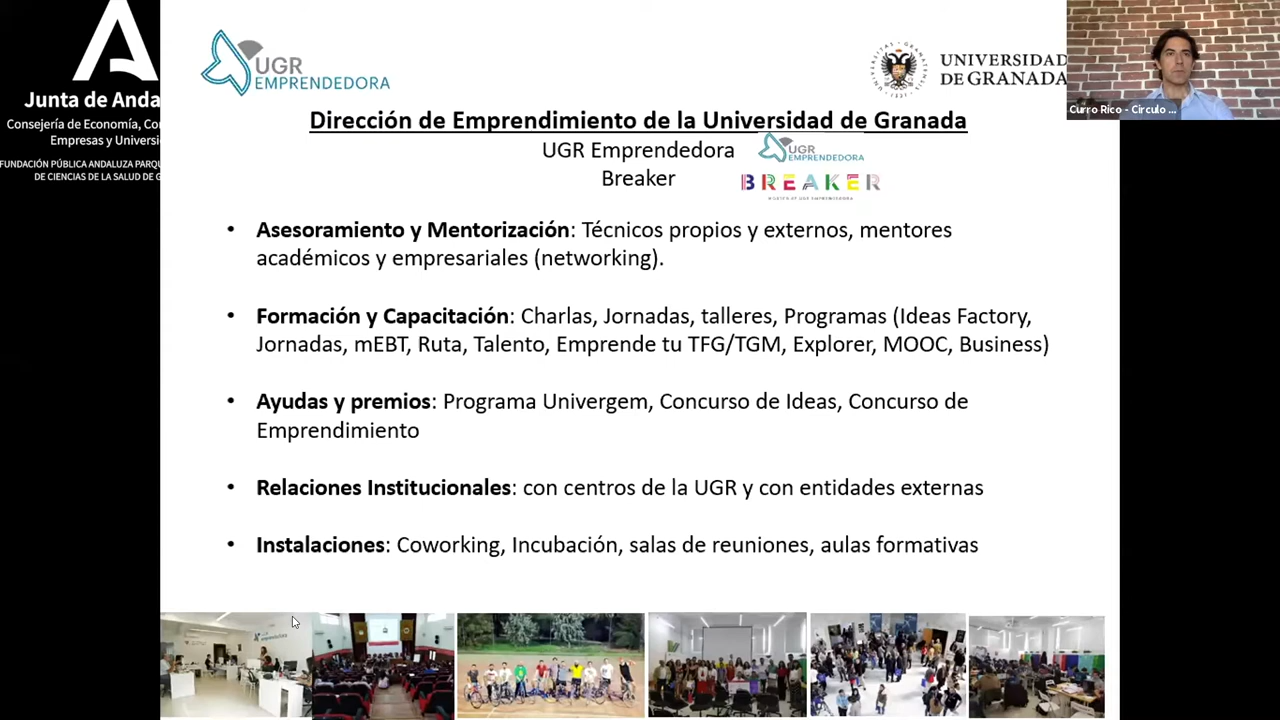 Junta de Anda
Consejería de Economía, Con
Empresas y Universi
FUNDACIÓN PÚBLICA ANDALUZA PARQU
DE CIENCIAS DE LA SALUD DE G
UGR
EMPRENDEDORA
UNIVERSIDAD
DE GRANADA
Curro Rico - Círculo ...
Dirección de Emprendimiento de la Universidad de Granada
UGR Emprendedora
UGR
EMPRENDEDORA
Breaker
BREAKER
• Asesoramiento y Mentorización: Técnicos propios y externos, mentores
académicos y empresariales (networking).
• Formación y Capacitación: Charlas, Jornadas, talleres, Programas (Ideas Factory,
Jornadas, mEBT, Ruta, Talento, Emprende tu TFG/TGM, Explorer, MOOC, Business)
• Ayudas y premios: Programa Univergem, Concurso de Ideas, Concurso de
Emprendimiento
• Relaciones Institucionales: con centros de la UGR y con entidades externas
• Instalaciones: Coworking, Incubación, salas de reuniones, aulas formativas